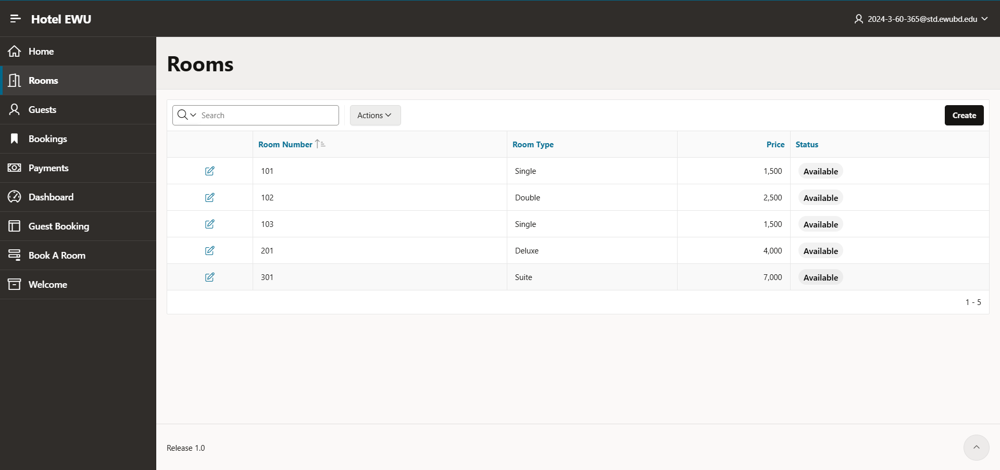 Hotel EWU
2024-3-60-365@std.ewubd.edu
Home
Rooms
Guests
Bookings
Payments
Dashboard
Guest Booking
Book A Room
Welcome
Rooms
Search Actions Create
Room Number Room Type Price Status
101 Single 1,500 Available
102 Double 2,500 Available
103 Single 1,500 Available
201 Deluxe 4,000 Available
301 Suite 7,000 Available
1 - 5
Release 1.0